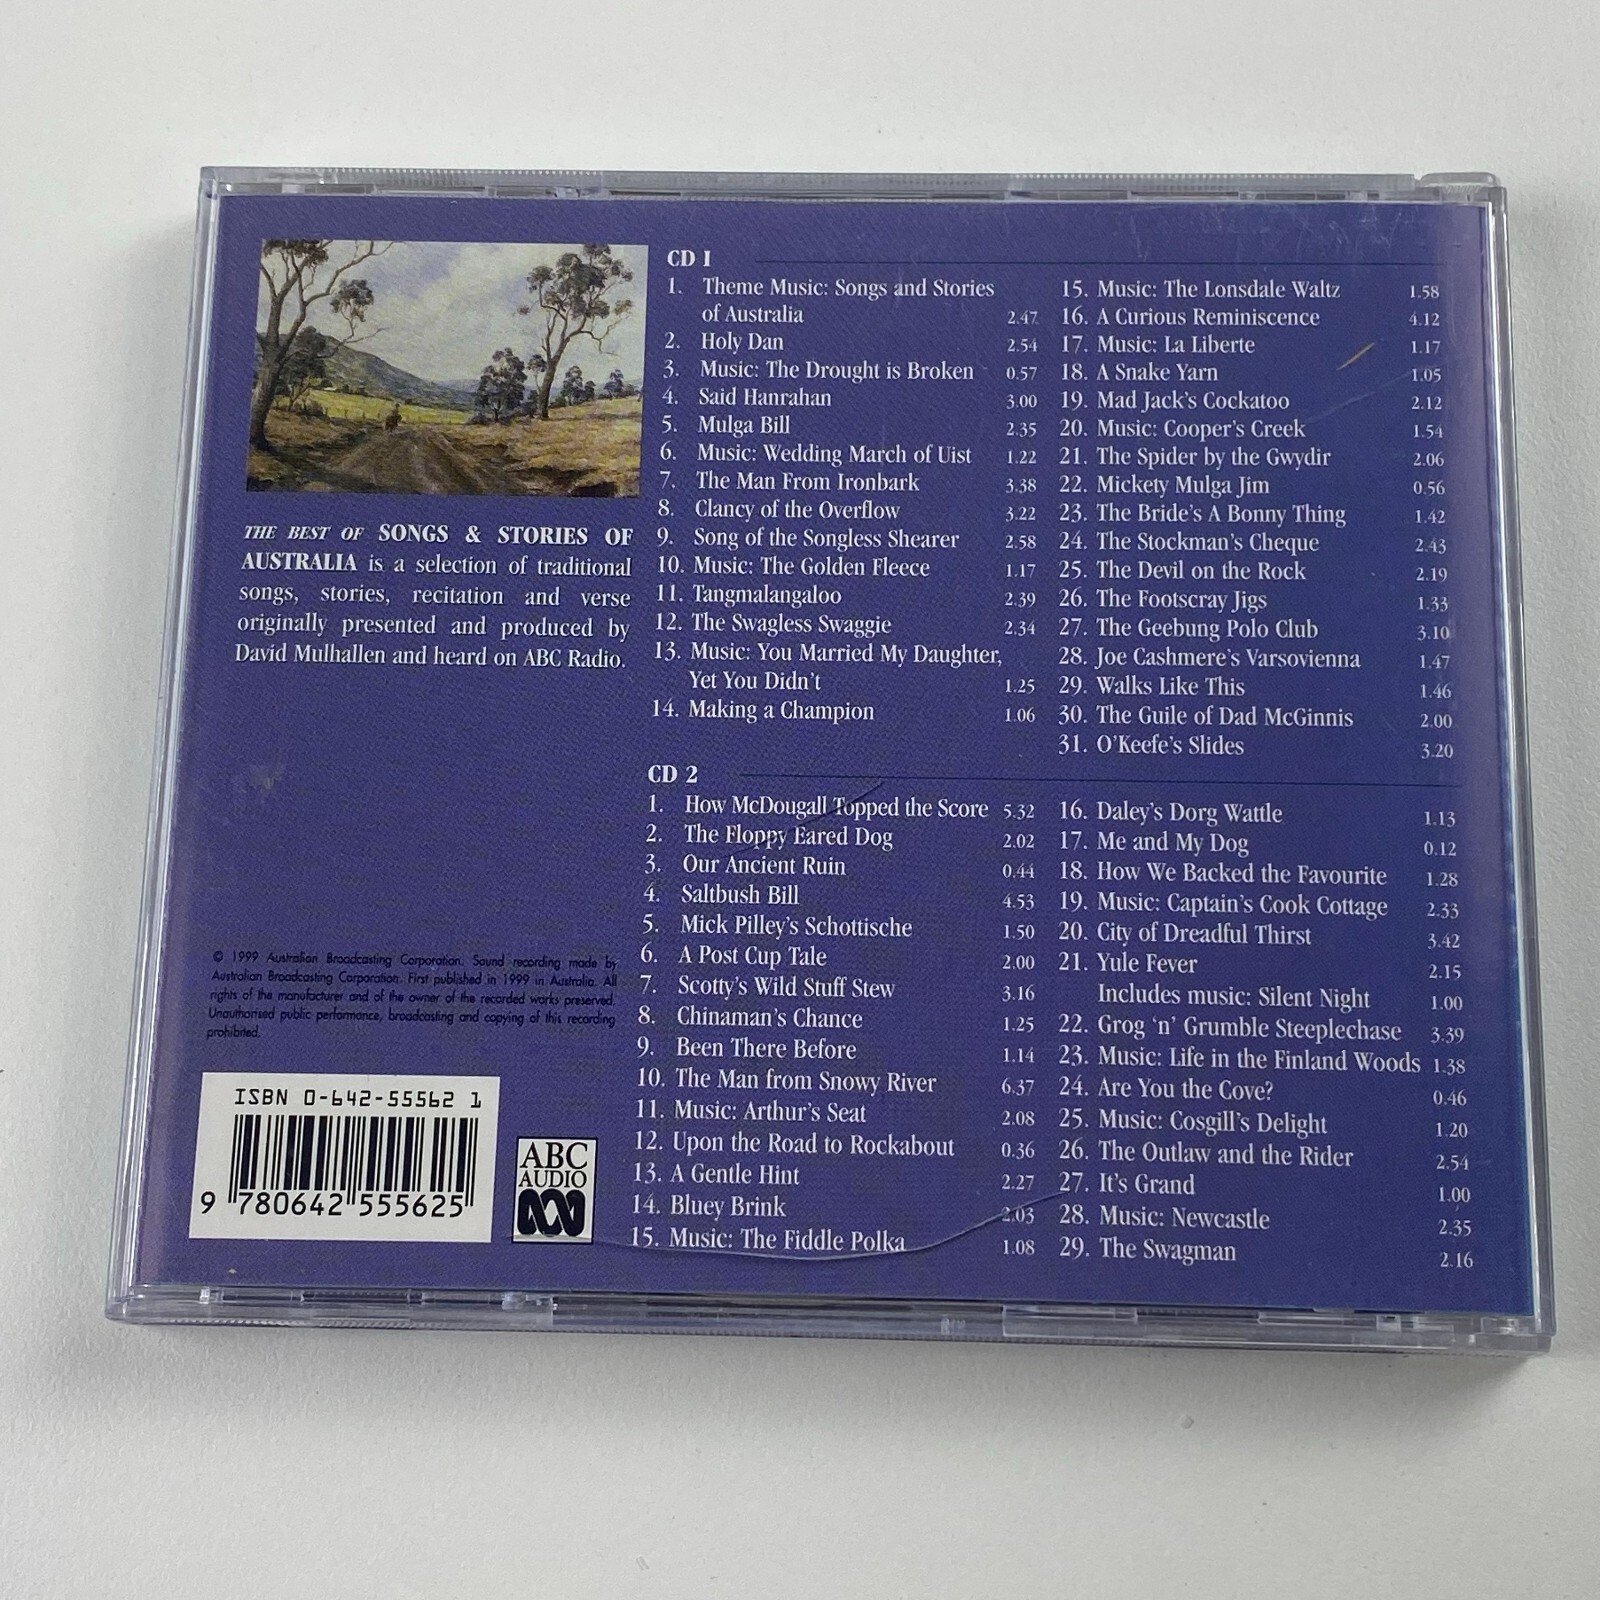 THE BEST OF SONGS & STORIES OF
AUSTRALIA is a selection of traditional
songs, stories, recitation and verse
originally presented and produced by
David Mulhallen and heard on ABC Radio.
© 1999 Australian Broadcasting Corporation. Sound recording made by
Australian Broadcasting Corporation. First published in 1999 in Australia. All
rights of the manufacturer and of the owner of the recorded works preserved.
Unauthorised public performance, broadcasting and copying of this recording
prohibited.
ISBN 0-642-55562 1
9 780642 555625
ABC
AUDIO
CD 1
1. Theme Music: Songs and Stories
of Australia 2.47
2. Holy Dan 2.54
3. Music: The Drought is Broken 0.57
4. Said Hanrahan 3.00
5. Mulga Bill 2.35
6. Music: Wedding March of Uist 1.22
7. The Man From Ironbark 3.38
8. Clancy of the Overflow 3.22
9. Song of the Songless Shearer 2.58
10. Music: The Golden Fleece 1.17
11. Tangmalangaloo 2.39
12. The Swagless Swaggie 2.34
13. Music: You Married My Daughter,
Yet You Didn't 1.25
14. Making a Champion 1.06
15. Music: The Lonsdale Waltz 1.58
16. A Curious Reminiscence 4.12
17. Music: La Liberte 1.17
18. A Snake Yarn 1.05
19. Mad Jack's Cockatoo 2.12
20. Music: Cooper's Creek 1.54
21. The Spider by the Gwydir 2.06
22. Mickety Mulga Jim 0.56
23. The Bride's A Bonny Thing 1.42
24. The Stockman's Cheque 2.43
25. The Devil on the Rock 2.19
26. The Footscray Jigs 1.33
27. The Geebung Polo Club 3.10
28. Joe Cashmere's Varsovienna 1.47
29. Walks Like This 1.46
30. The Guile of Dad McGinnis 2.00
31. O'Keefe's Slides 3.20
CD 2
1. How McDougall Topped the Score 5.32
2. The Floppy Eared Dog 2.02
3. Our Ancient Ruin 0.44
4. Saltbush Bill 4.53
5. Mick Pilley's Schottische 1.50
6. A Post Cup Tale 2.00
7. Scotty's Wild Stuff Stew 3.16
8. Chinaman's Chance 1.25
9. Been There Before 1.14
10. The Man from Snowy River 6.37
11. Music: Arthur's Seat 2.08
12. Upon the Road to Rockabout 0.36
13. A Gentle Hint 2.27
14. Bluey Brink 2.03
15. Music: The Fiddle Polka 1.08
16. Daley's Dorg Wattle 1.13
17. Me and My Dog 0.12
18. How We Backed the Favourite 1.28
19. Music: Captain's Cook Cottage 2.33
20. City of Dreadful Thirst 3.42
21. Yule Fever 2.15
Includes music: Silent Night 1.00
22. Grog 'n' Grumble Steeplechase 3.39
23. Music: Life in the Finland Woods 1.38
24. Are You the Cove? 0.46
25. Music: Cosgill's Delight 1.20
26. The Outlaw and the Rider 2.54
27. It's Grand 1.00
28. Music: Newcastle 2.35
29. The Swagman 2.16